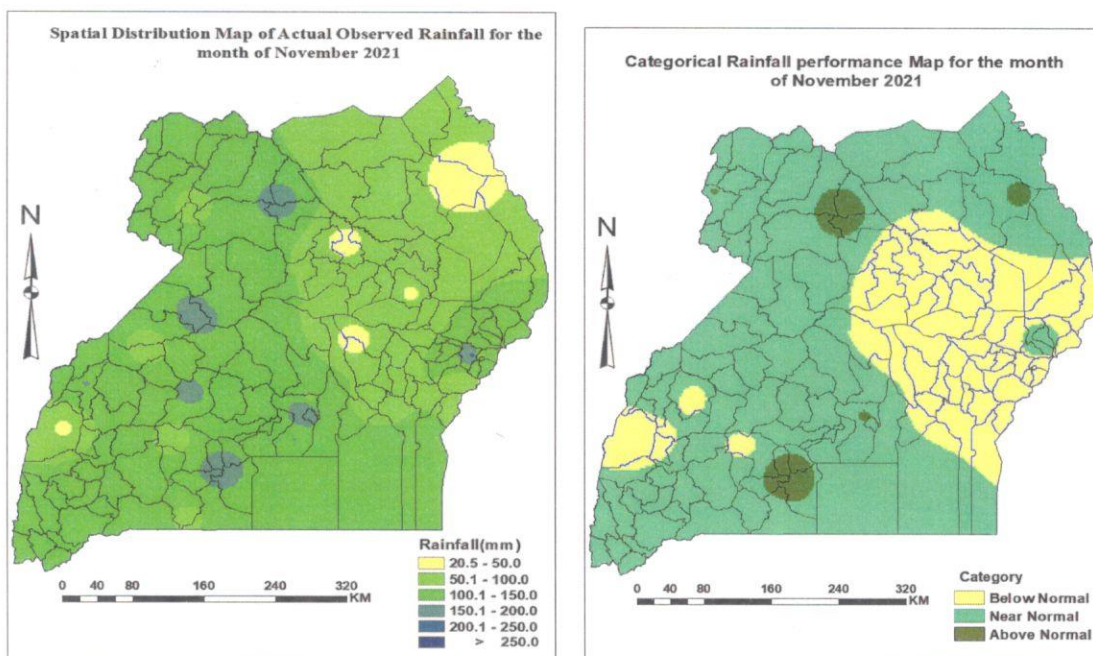 Spatial Distribution Map of Actual Observed Rainfall for the
month of November 2021
N
Rainfall(mm)
20.5 - 50.0
50.1 - 100.0
100.1 - 150.0
150.1 - 200.0
200.1 - 250.0
> 250.0
0 40 80 160 240 320
KM
Categorical Rainfall performance Map for the month
of November 2021
N
Category
Below Normal
Near Normal
Above Normal
0 40 80 160 240 320
KM